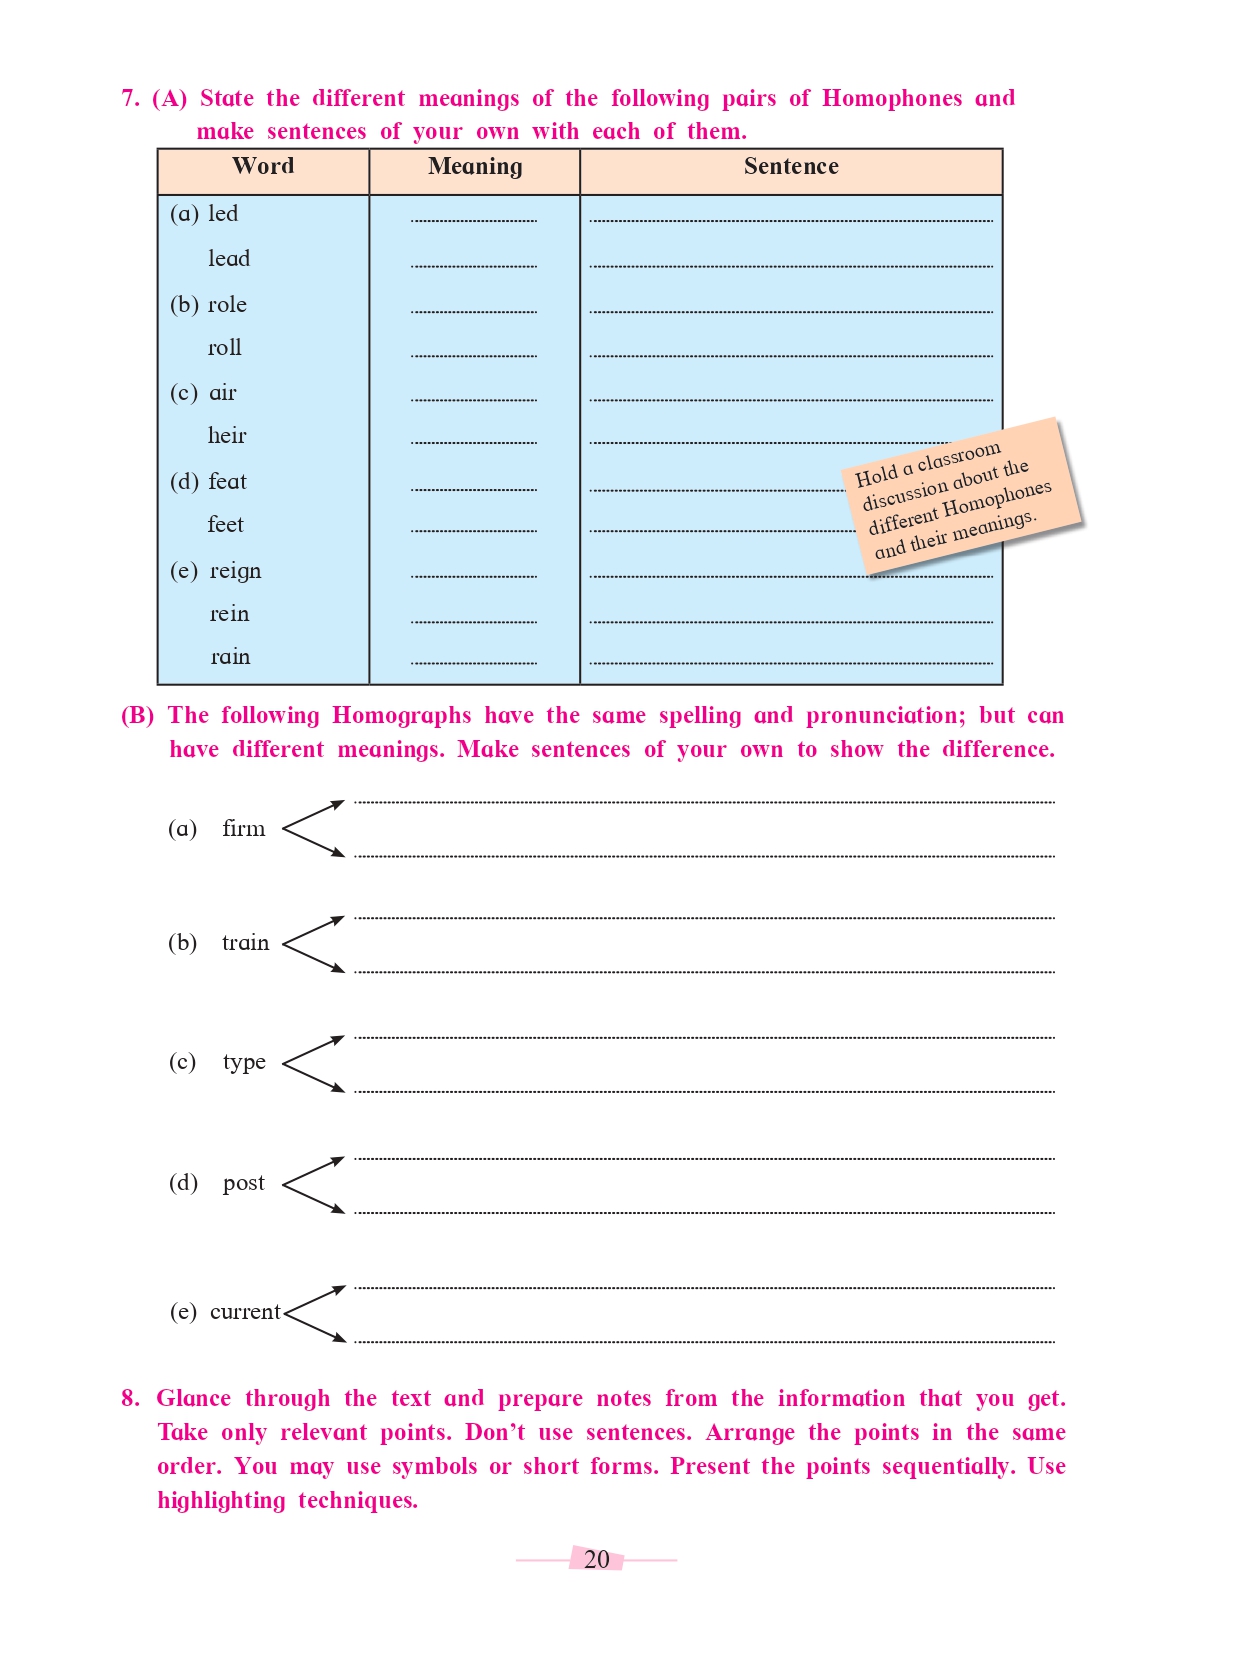 7. (A) State the different meanings of the following pairs of Homophones and
make sentences of your own with each of them.
Word Meaning Sentence
(a) led
lead
(b) role
roll
(c) air
heir
(d) feat
feet
(e) reign
rein
rain
Hold a classroom
discussion about the
different Homophones
and their meanings.
(B) The following Homographs have the same spelling and pronunciation; but can
have different meanings. Make sentences of your own to show the difference.
(a) firm
(b) train
(c) type
(d) post
(e) current
8. Glance through the text and prepare notes from the information that you get.
Take only relevant points. Don’t use sentences. Arrange the points in the same
order. You may use symbols or short forms. Present the points sequentially. Use
highlighting techniques.
20